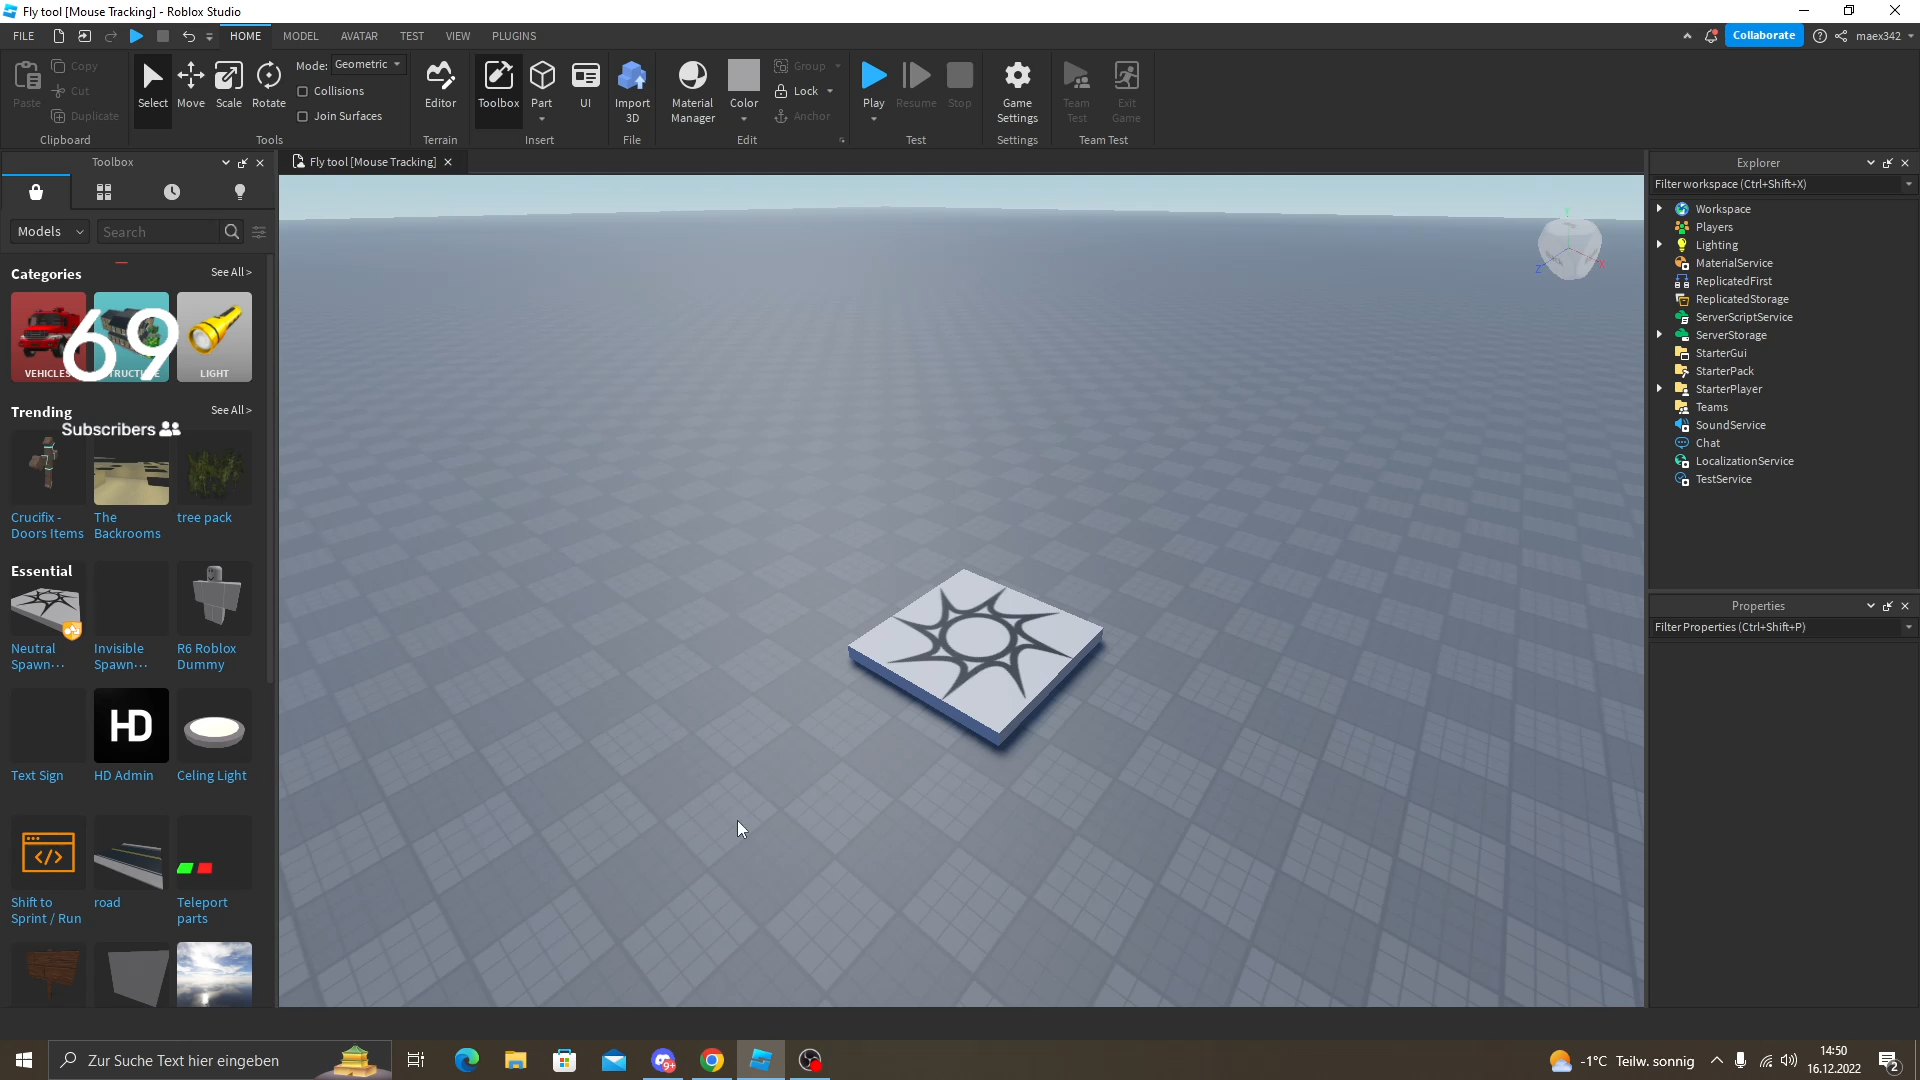 Fly tool [Mouse Tracking] - Roblox Studio
FILE HOME MODEL AVATAR TEST VIEW PLUGINS Collaborate maex342
Paste Copy Cut Duplicate Clipboard
Select Move Scale Rotate Mode: Geometric Collisions Join Surfaces Tools
Editor Terrain
Toolbox Part UI Insert
Import 3D File
Material Manager Color Group Lock Anchor Edit
Play Resume Stop Test
Game Settings Settings
Team Test Exit Game Team Test
Toolbox
Fly tool [Mouse Tracking]
Models Search
Categories See All >
VEHICLES STRUCTURE LIGHT
69
Trending See All >
Subscribers
Crucifix - Doors Items
The Backrooms
tree pack
Essential
Neutral Spawn...
Invisible Spawn...
R6 Roblox Dummy
HD
Text Sign
HD Admin
Celing Light
Shift to Sprint / Run
road
Teleport parts
Y
Z X
Explorer
Filter workspace (Ctrl+Shift+X)
Workspace
Players
Lighting
MaterialService
ReplicatedFirst
ReplicatedStorage
ServerScriptService
ServerStorage
StarterGui
StarterPack
StarterPlayer
Teams
SoundService
Chat
LocalizationService
TestService
Properties
Filter Properties (Ctrl+Shift+P)
Zur Suche Text hier eingeben
9+
-1°C Teilw. sonnig
14:50
16.12.2022
2